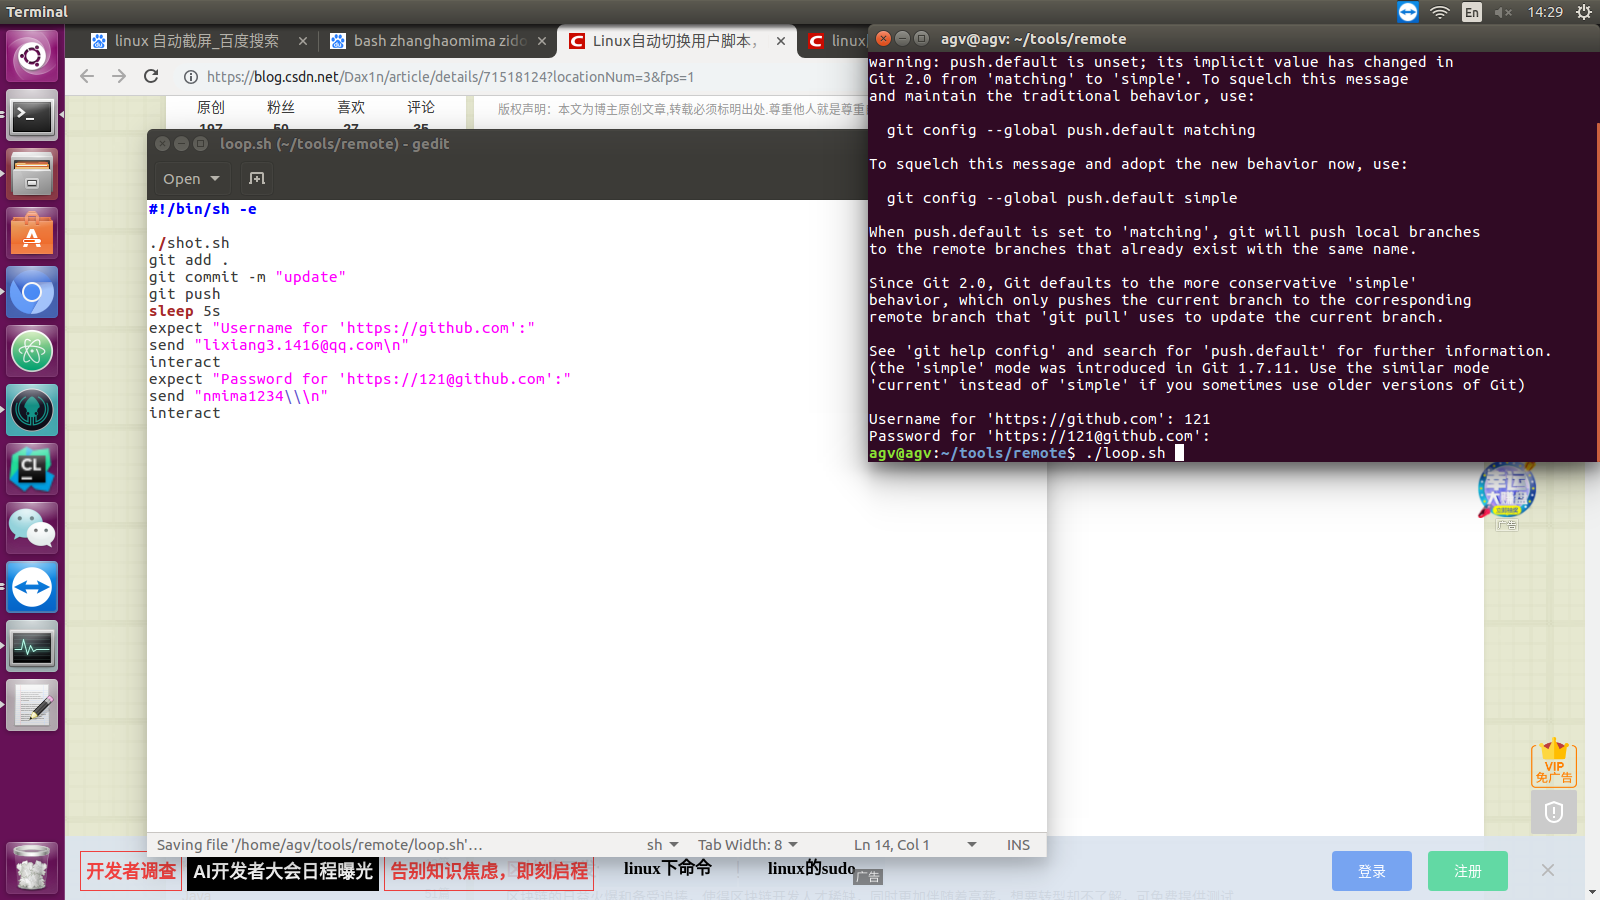 Terminal
En
14:29
linux 自动截屏_百度搜索
bash zhanghaomima zido
Linux自动切换用户脚本,
linux
https://blog.csdn.net/Dax1n/article/details/71518124?locationNum=3&fps=1
原创 粉丝 喜欢 评论
197 50 27 35
版权声明：本文为博主原创文章,转载必须标明出处.尊重他人就是尊重
loop.sh (~/tools/remote) - gedit
Open
#!/bin/sh -e
./shot.sh
git add .
git commit -m "update"
git push
sleep 5s
expect "Username for 'https://github.com':"
send "lixiang3.1416@qq.com\n"
interact
expect "Password for 'https://121@github.com':"
send "nmima1234\\\n"
interact
Saving file '/home/agv/tools/remote/loop.sh'...
sh
Tab Width: 8
Ln 14, Col 1
INS
agv@agv: ~/tools/remote
warning: push.default is unset; its implicit value has changed in
Git 2.0 from 'matching' to 'simple'. To squelch this message
and maintain the traditional behavior, use:
git config --global push.default matching
To squelch this message and adopt the new behavior now, use:
git config --global push.default simple
When push.default is set to 'matching', git will push local branches
to the remote branches that already exist with the same name.
Since Git 2.0, Git defaults to the more conservative 'simple'
behavior, which only pushes the current branch to the corresponding
remote branch that 'git pull' uses to update the current branch.
See 'git help config' and search for 'push.default' for further information.
(the 'simple' mode was introduced in Git 1.7.11. Use the similar mode
'current' instead of 'simple' if you sometimes use older versions of Git)
Username for 'https://github.com': 121
Password for 'https://121@github.com':
agv@agv:~/tools/remote$ ./loop.sh
CL
幸运
大转盘
广告
VIP
免广告
开发者调查
AI开发者大会日程曝光
告别知识焦虑，即刻启程
linux下命令
linux的sudo
广告
登录
注册